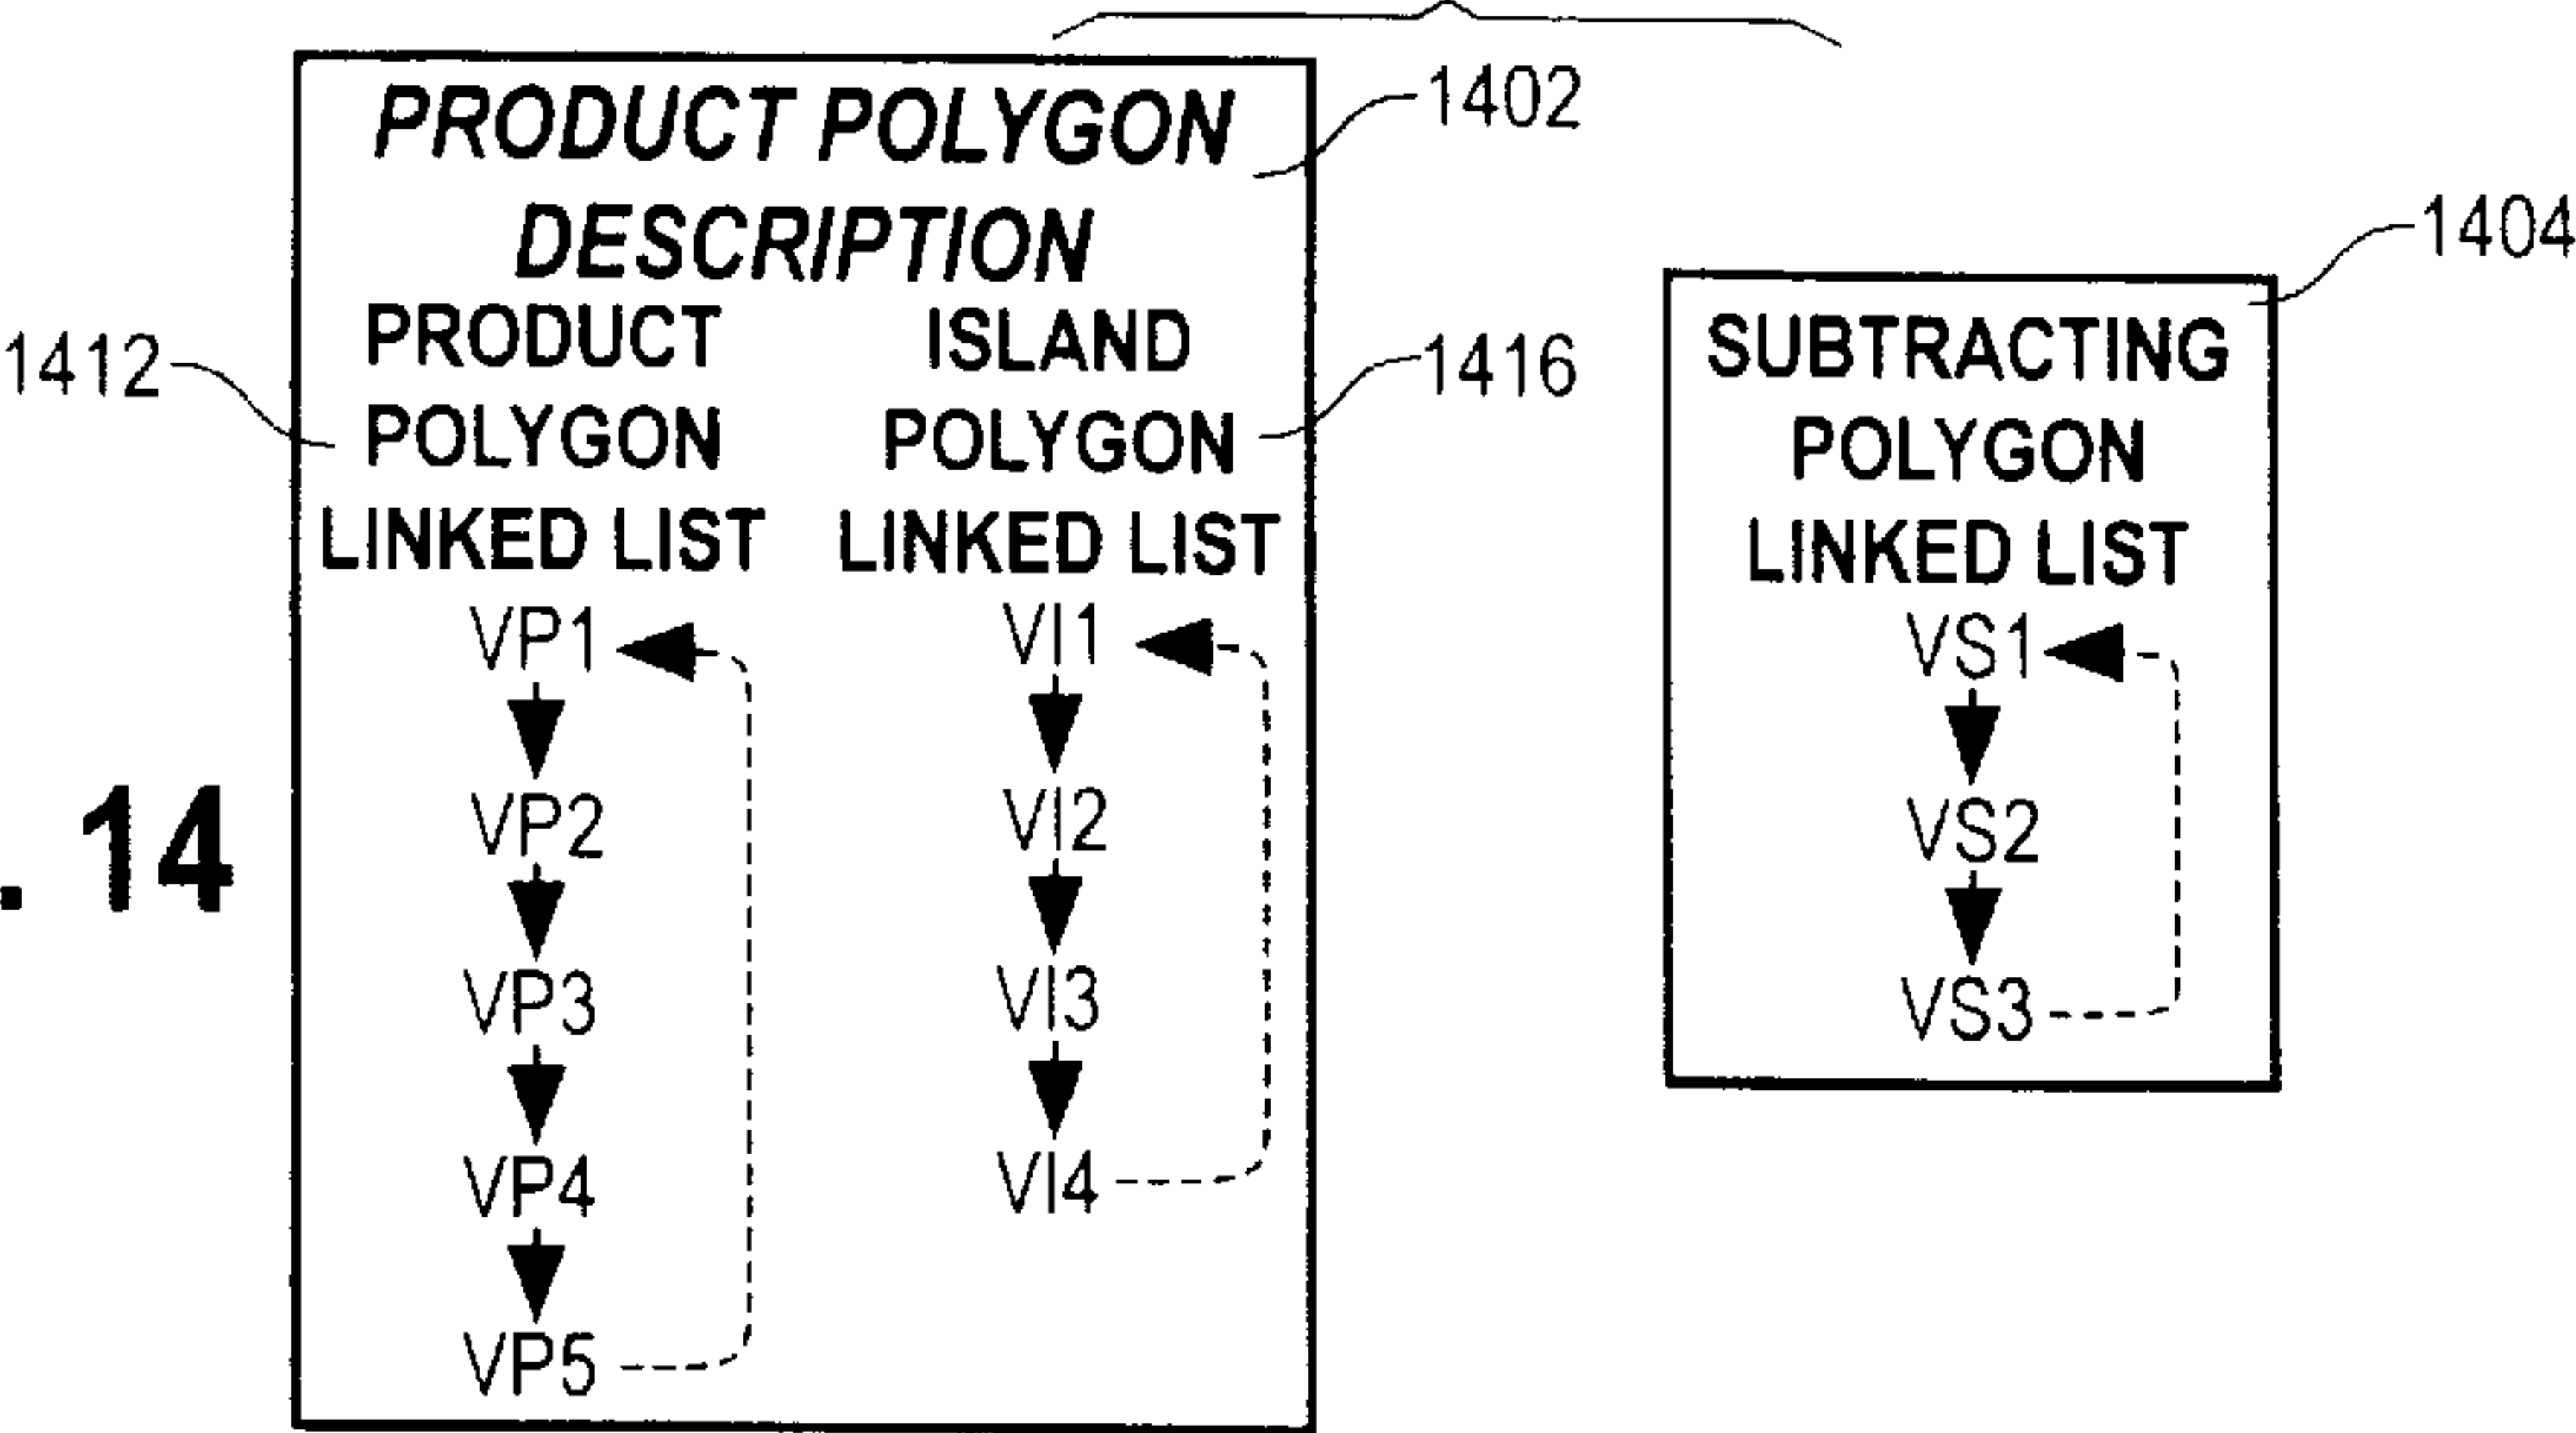 PRODUCT POLYGON
DESCRIPTION
1402
1412
PRODUCT
POLYGON
LINKED LIST
VP1
VP2
VP3
VP4
VP5
ISLAND
POLYGON
LINKED LIST
1416
VI1
VI2
VI3
VI4
1404
SUBTRACTING
POLYGON
LINKED LIST
VS1
VS2
VS3
. 14